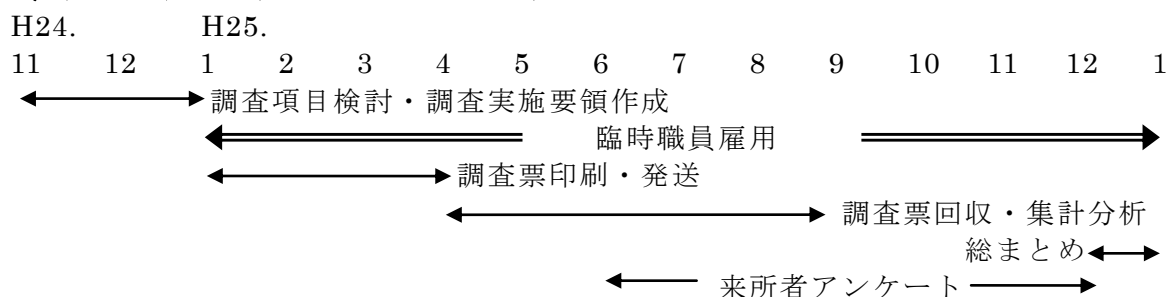 H24. H25.
11 12 1 2 3 4 5 6 7 8 9 10 11 12 1
調査項目検討・調査実施要領作成
臨時職員雇用
調査票印刷・発送
調査票回収・集計分析
総まとめ
来所者アンケート